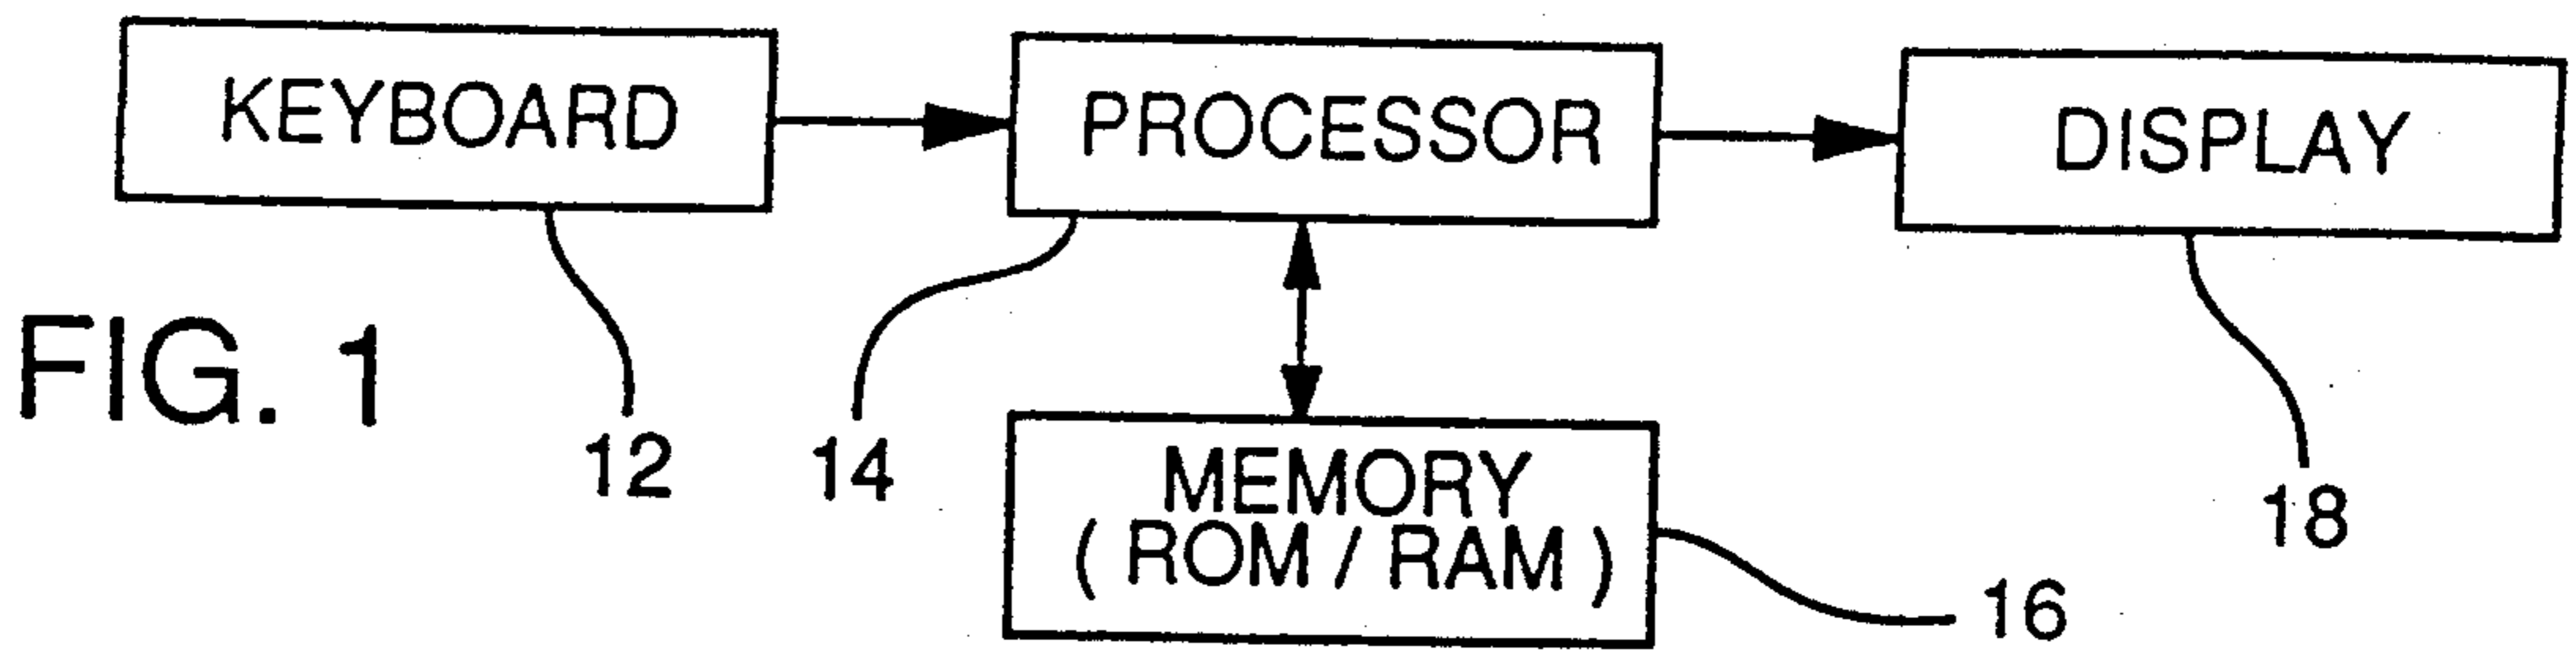 KEYBOARD
PROCESSOR
DISPLAY
FIG. 1
12
14
MEMORY
( ROM / RAM )
18
16